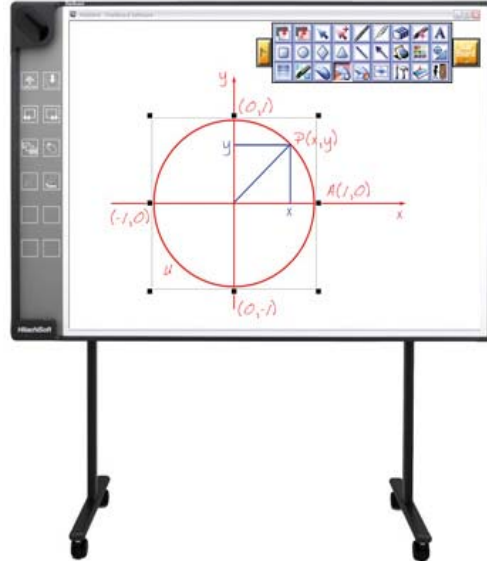 A
y
(0,1)
y
P(x,y)
A(1,0)
(-1,0)
x
x
u
(0,-1)
HitachiSoft